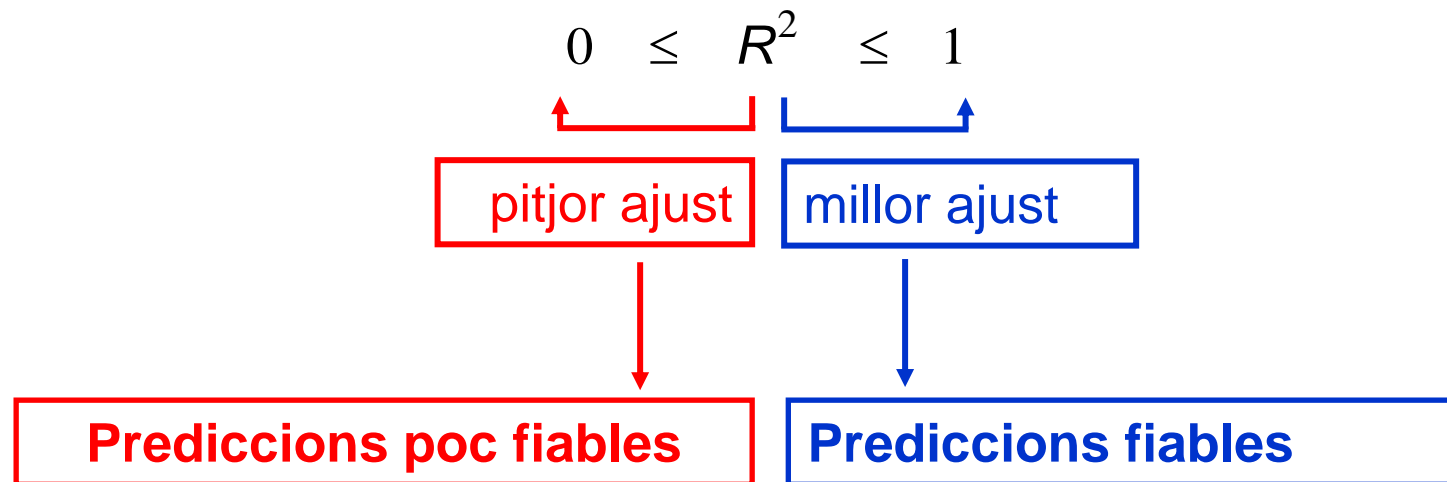 0 ≤ R² ≤ 1
pitjor ajust
millor ajust
Prediccions poc fiables
Prediccions fiables